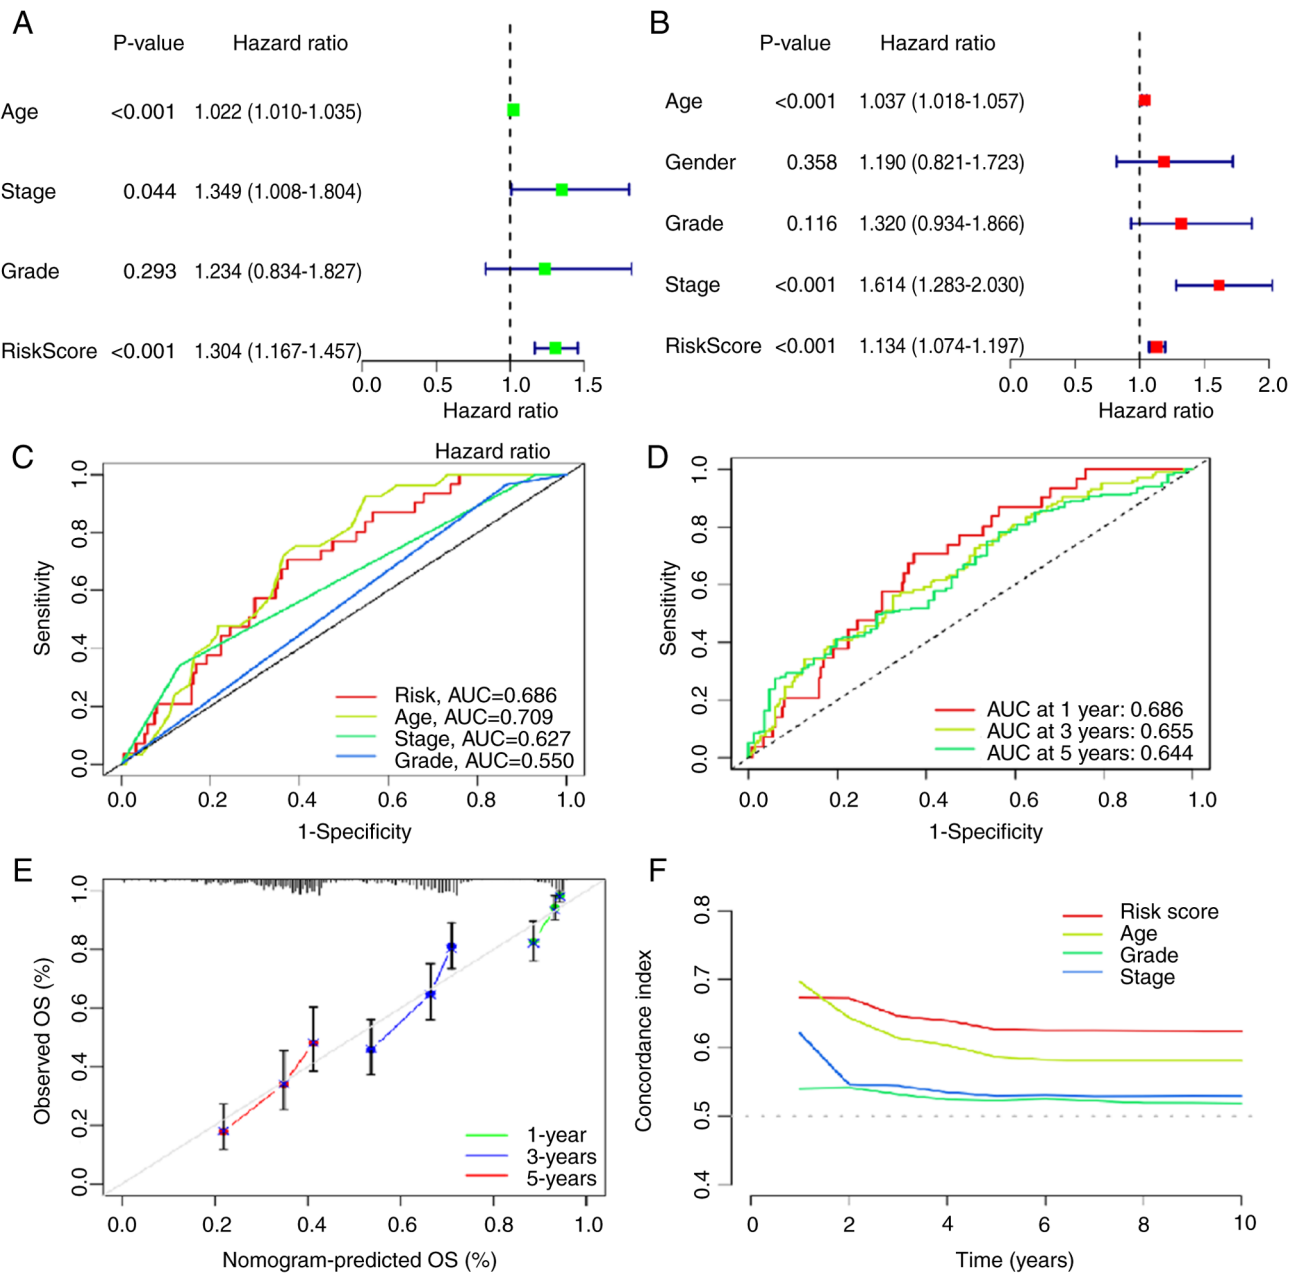 A
P-value Hazard ratio
Age <0.001 1.022 (1.010-1.035)
Stage 0.044 1.349 (1.008-1.804)
Grade 0.293 1.234 (0.834-1.827)
RiskScore <0.001 1.304 (1.167-1.457)
0.0 0.5 1.0 1.5
Hazard ratio
B
P-value Hazard ratio
Age <0.001 1.037 (1.018-1.057)
Gender 0.358 1.190 (0.821-1.723)
Grade 0.116 1.320 (0.934-1.866)
Stage <0.001 1.614 (1.283-2.030)
RiskScore <0.001 1.134 (1.074-1.197)
0.0 0.5 1.0 1.5 2.0
Hazard ratio
C
Hazard ratio
Sensitivity
1.0
0.8
0.6
0.4
0.2
0.0
Risk, AUC=0.686
Age, AUC=0.709
Stage, AUC=0.627
Grade, AUC=0.550
0.0 0.2 0.4 0.6 0.8 1.0
1-Specificity
D
Sensitivity
1.0
0.8
0.6
0.4
0.2
0.0
AUC at 1 year: 0.686
AUC at 3 years: 0.655
AUC at 5 years: 0.644
0.0 0.2 0.4 0.6 0.8 1.0
1-Specificity
E
Observed OS (%)
1.0
0.8
0.6
0.4
0.2
0.0
1-year
3-years
5-years
0.0 0.2 0.4 0.6 0.8 1.0
Nomogram-predicted OS (%)
F
Concordance index
0.8
0.7
0.6
0.5
0.4
Risk score
Age
Grade
Stage
0 2 4 6 8 10
Time (years)